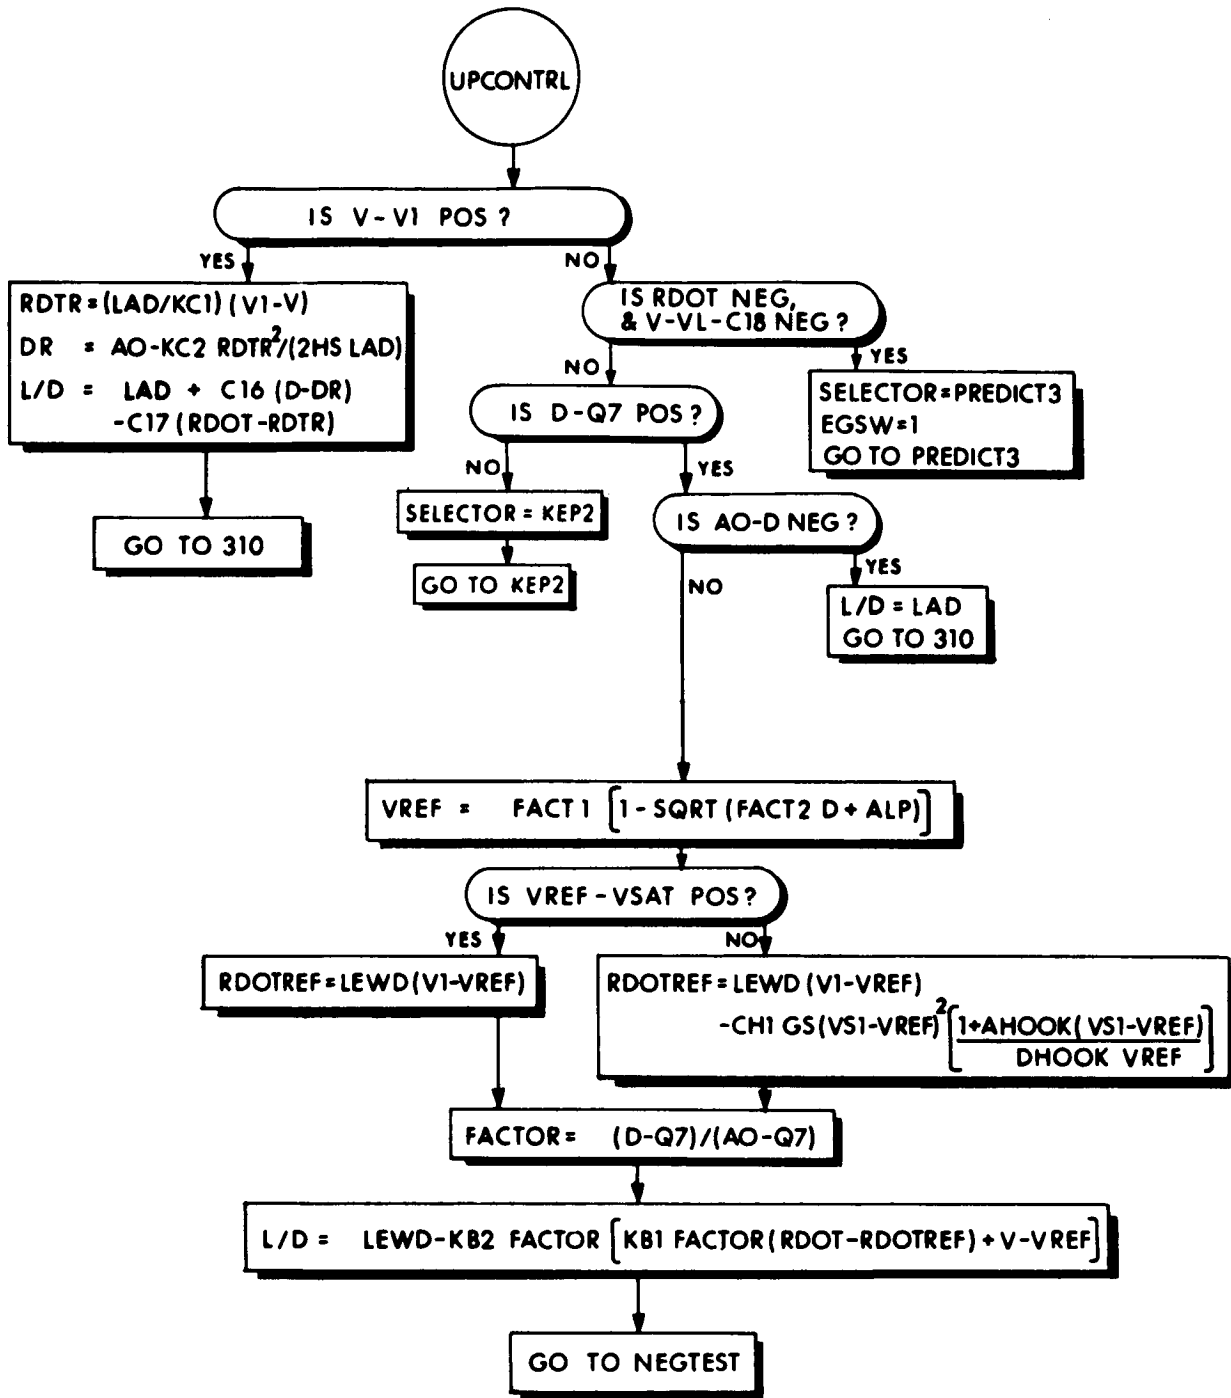 UPCONTRL
IS V-V1 POS ?
YES
NO
RDTR = (LAD/KC1) (V1-V)
DR = AO-KC2 RDTR²/(2HS LAD)
L/D = LAD + C16 (D-DR)
-C17 (RDOT-RDTR)
GO TO 310
IS RDOT NEG,
& V-VL-C18 NEG ?
NO
YES
SELECTOR=PREDICT3
EGSW=1
GO TO PREDICT3
IS D-Q7 POS ?
NO
YES
SELECTOR = KEP2
GO TO KEP2
IS AO-D NEG ?
NO
YES
L/D = LAD
GO TO 310
VREF = FACT1 [1 - SQRT (FACT2 D + ALP)]
IS VREF-VSAT POS?
YES
NO
RDOTREF=LEWD(V1-VREF)
RDOTREF=LEWD (V1-VREF)
-CH1 GS(VS1-VREF)² [1+AHOOK(VS1-VREF)
DHOOK VREF]
FACTOR= (D-Q7)/(AO-Q7)
L/D = LEWD-KB2 FACTOR [KB1 FACTOR(RDOT-RDOTREF)+V-VREF]
GO TO NEGTEST